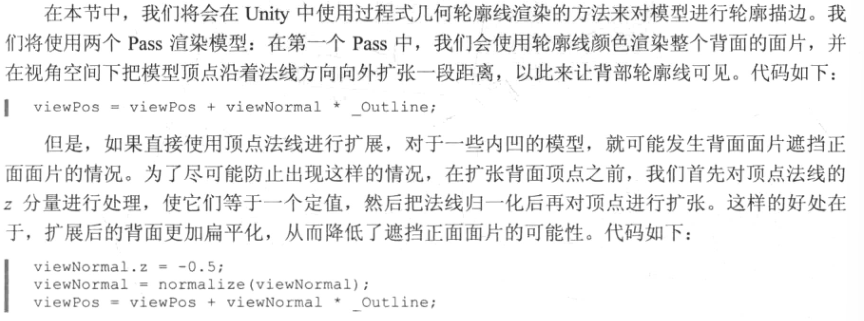 在本节中，我们将会在 Unity 中使用过程式几何轮廓线渲染的方法来对模型进行轮廓描边。我
们将使用两个 Pass 渲染模型：在第一个 Pass 中，我们会使用轮廓线颜色渲染整个背面的面片，并
在视角空间下把模型顶点沿着法线方向向外扩张一段距离，以此来让背部轮廓线可见。代码如下：
viewPos = viewPos + viewNormal * _Outline;
但是，如果直接使用顶点法线进行扩展，对于一些内凹的模型，就可能发生背面面片遮挡正
面面片的情况。为了尽可能防止出现这样的情况，在扩张背面顶点之前，我们首先对顶点法线的
z 分量进行处理，使它们等于一个定值，然后把法线归一化后再对顶点进行扩张。这样的好处在
于，扩展后的背面更加扁平化，从而降低了遮挡正面面片的可能性。代码如下：
viewNormal.z = -0.5;
viewNormal = normalize(viewNormal);
viewPos = viewPos + viewNormal * _Outline;